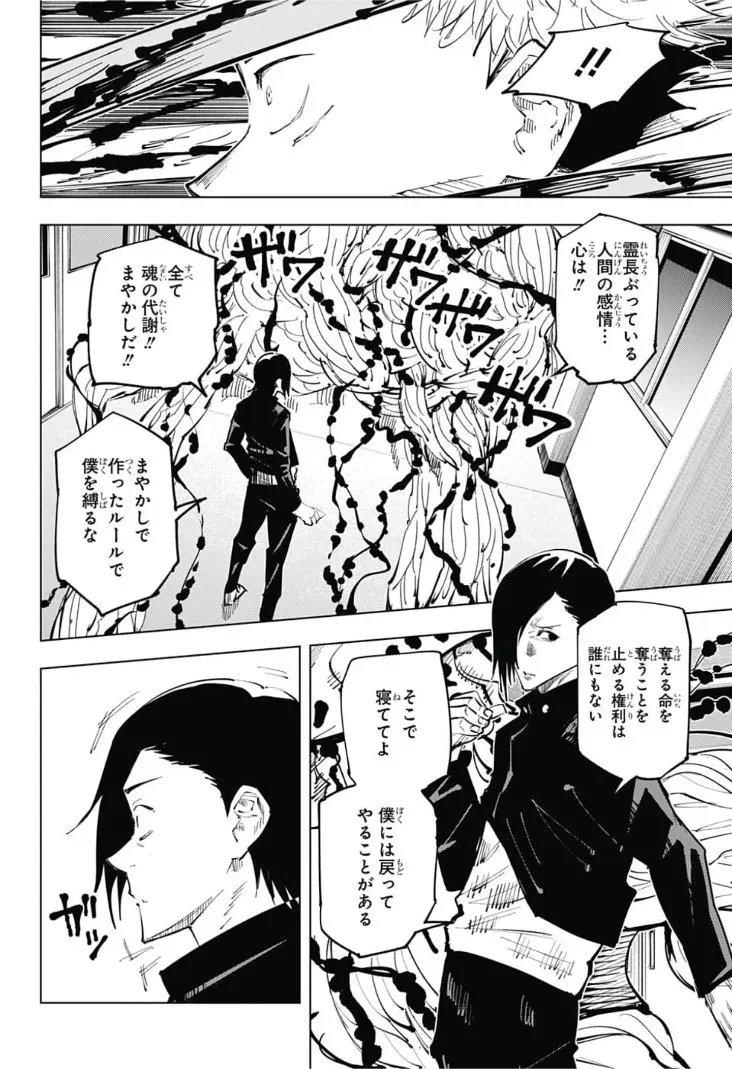 !!
霊長ぶっている
人間の感情…
心は!!
ザワ
ザワ
ザワ
ザワ
全て
魂の代謝!!
まやかしだ!!
まやかしで
作ったルールで
僕を縛るな
奪える命を
奪うことを
止める権利は
誰にもない
そこで
寝ててよ
僕には戻って
やることがある
ガッ